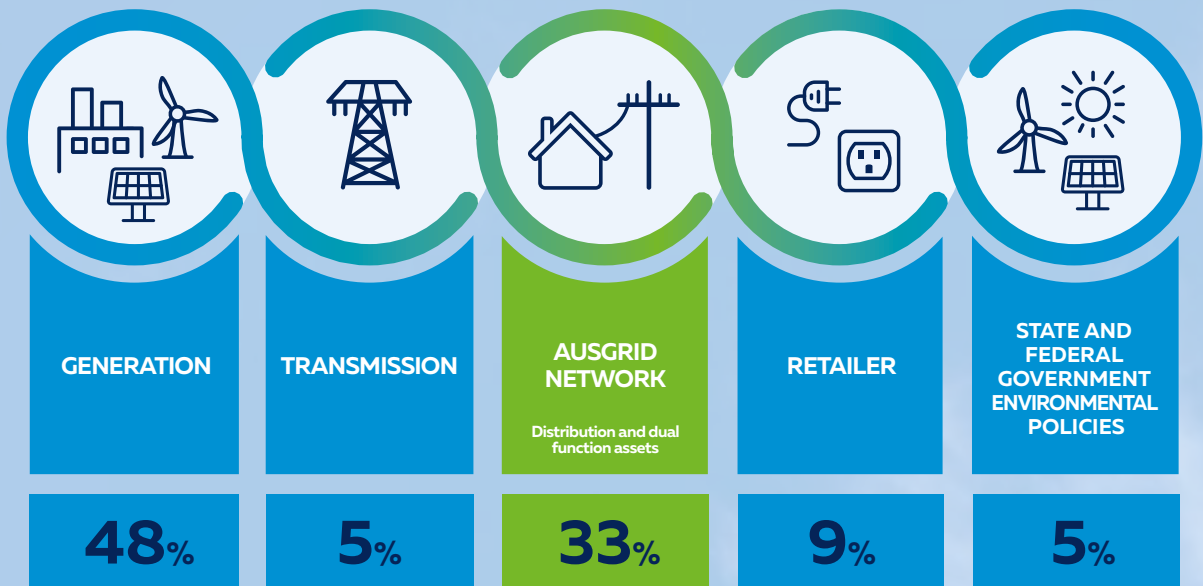 GENERATION
TRANSMISSION
AUSGRID
NETWORK
Distribution and dual
function assets
RETAILER
STATE AND
FEDERAL
GOVERNMENT
ENVIRONMENTAL
POLICIES
48%
5%
33%
9%
5%